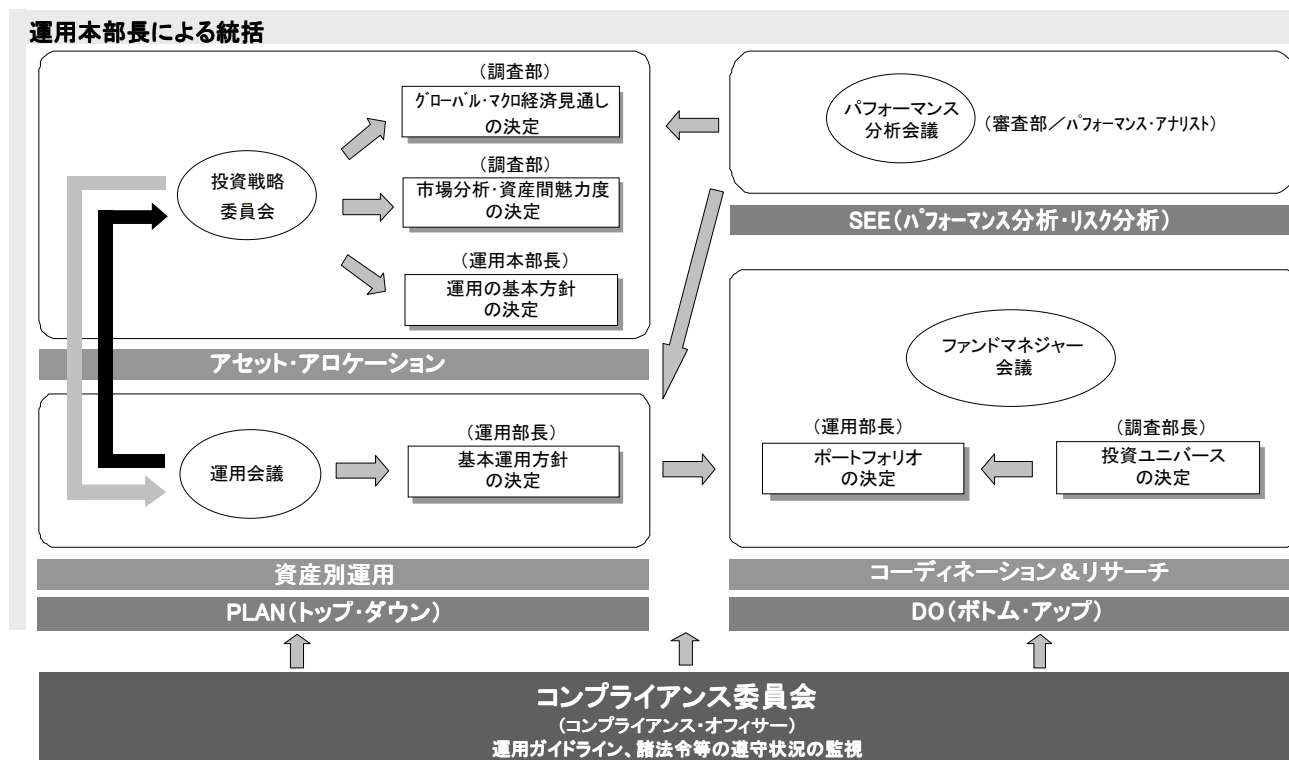 運用本部長による統括
(調査部)
グローバル・マクロ経済見通し
の決定
投資戦略
委員会
(調査部)
市場分析・資産間魅力度
の決定
(運用本部長)
運用の基本方針
の決定
アセット・アロケーション
運用会議
(運用部長)
基本運用方針
の決定
資産別運用
PLAN(トップ・ダウン)
パフォーマンス
分析会議
(審査部/パフォーマンス・アナリスト)
SEE(パフォーマンス分析・リスク分析)
ファンドマネジャー
会議
(運用部長)
ポートフォリオ
の決定
(調査部長)
投資ユニバース
の決定
コーディネーション&リサーチ
DO(ボトム・アップ)
コンプライアンス委員会
(コンプライアンス・オフィサー)
運用ガイドライン、諸法令等の遵守状況の監視